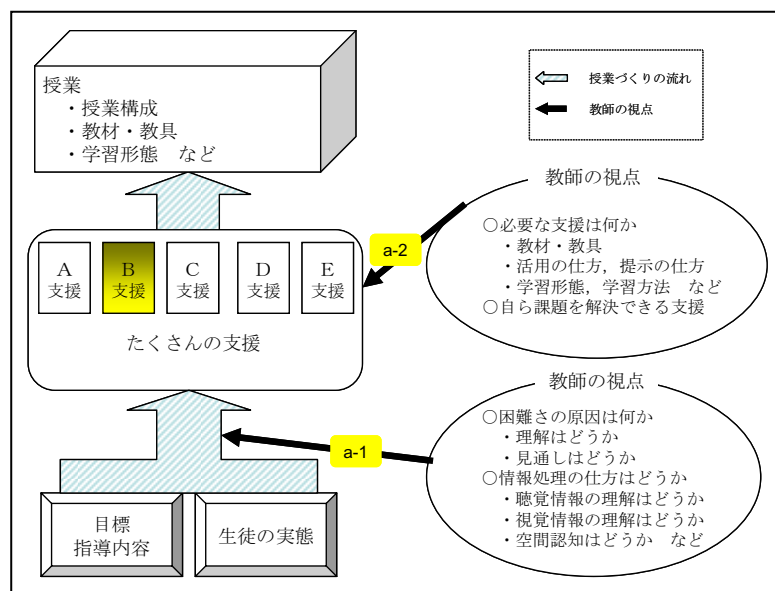 授業
・授業構成
・教材・教具
・学習形態　など
授業づくりの流れ
教師の視点
教師の視点
○必要な支援は何か
・教材・教具
・活用の仕方，提示の仕方
・学習形態，学習方法　など
○自ら課題を解決できる支援
a-2
A
支援
B
支援
C
支援
D
支援
E
支援
たくさんの支援
教師の視点
○困難さの原因は何か
・理解はどうか
・見通しはどうか
○情報処理の仕方はどうか
・聴覚情報の理解はどうか
・視覚情報の理解はどうか
・空間認知はどうか　など
a-1
目標
指導内容
生徒の実態